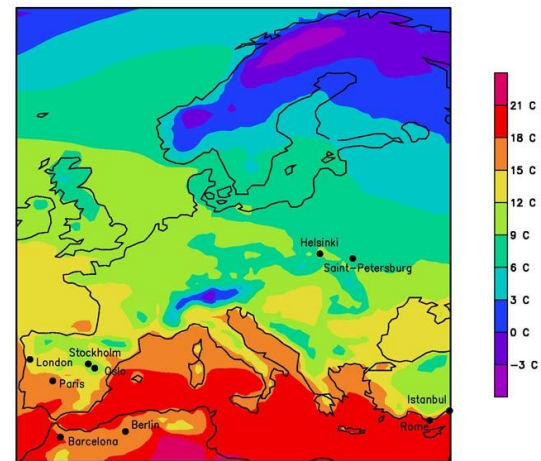 21 C
18 C
15 C
12 C
9 C
6 C
3 C
0 C
-3 C
Helsinki
Saint-Petersburg
Stockholm
London
Oslo
Paris
Istanbul
Rome
Berlin
Barcelona